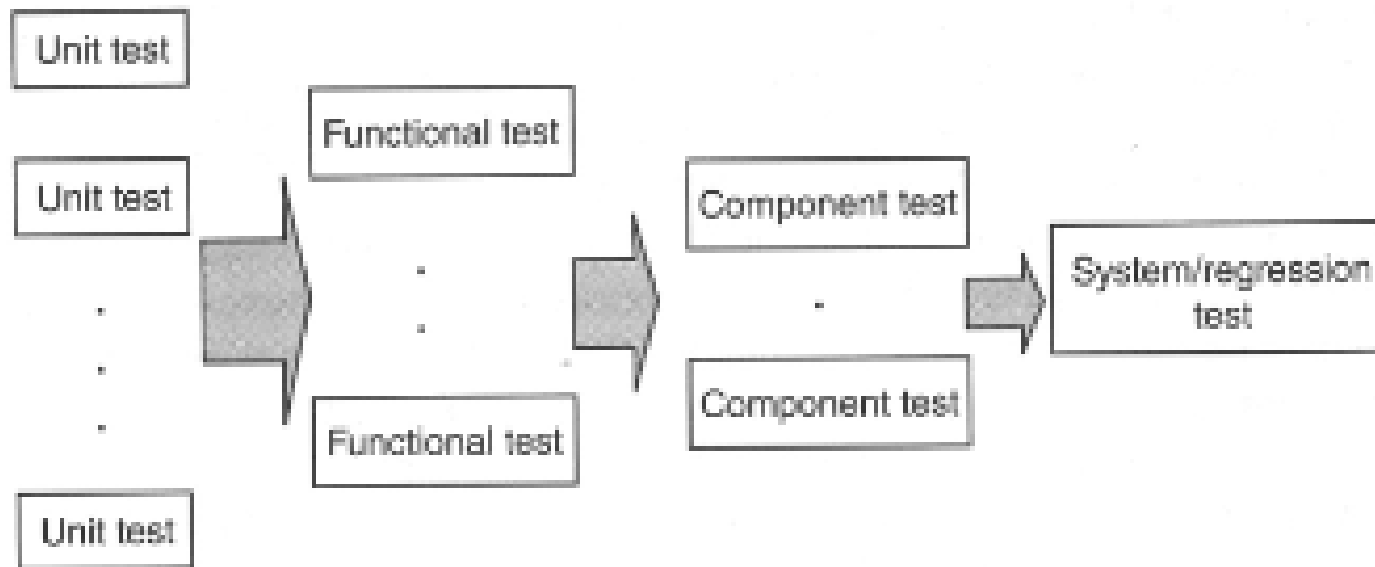 Unit test
Unit test
Unit test
Functional test
Functional test
Component test
Component test
System/regression
test